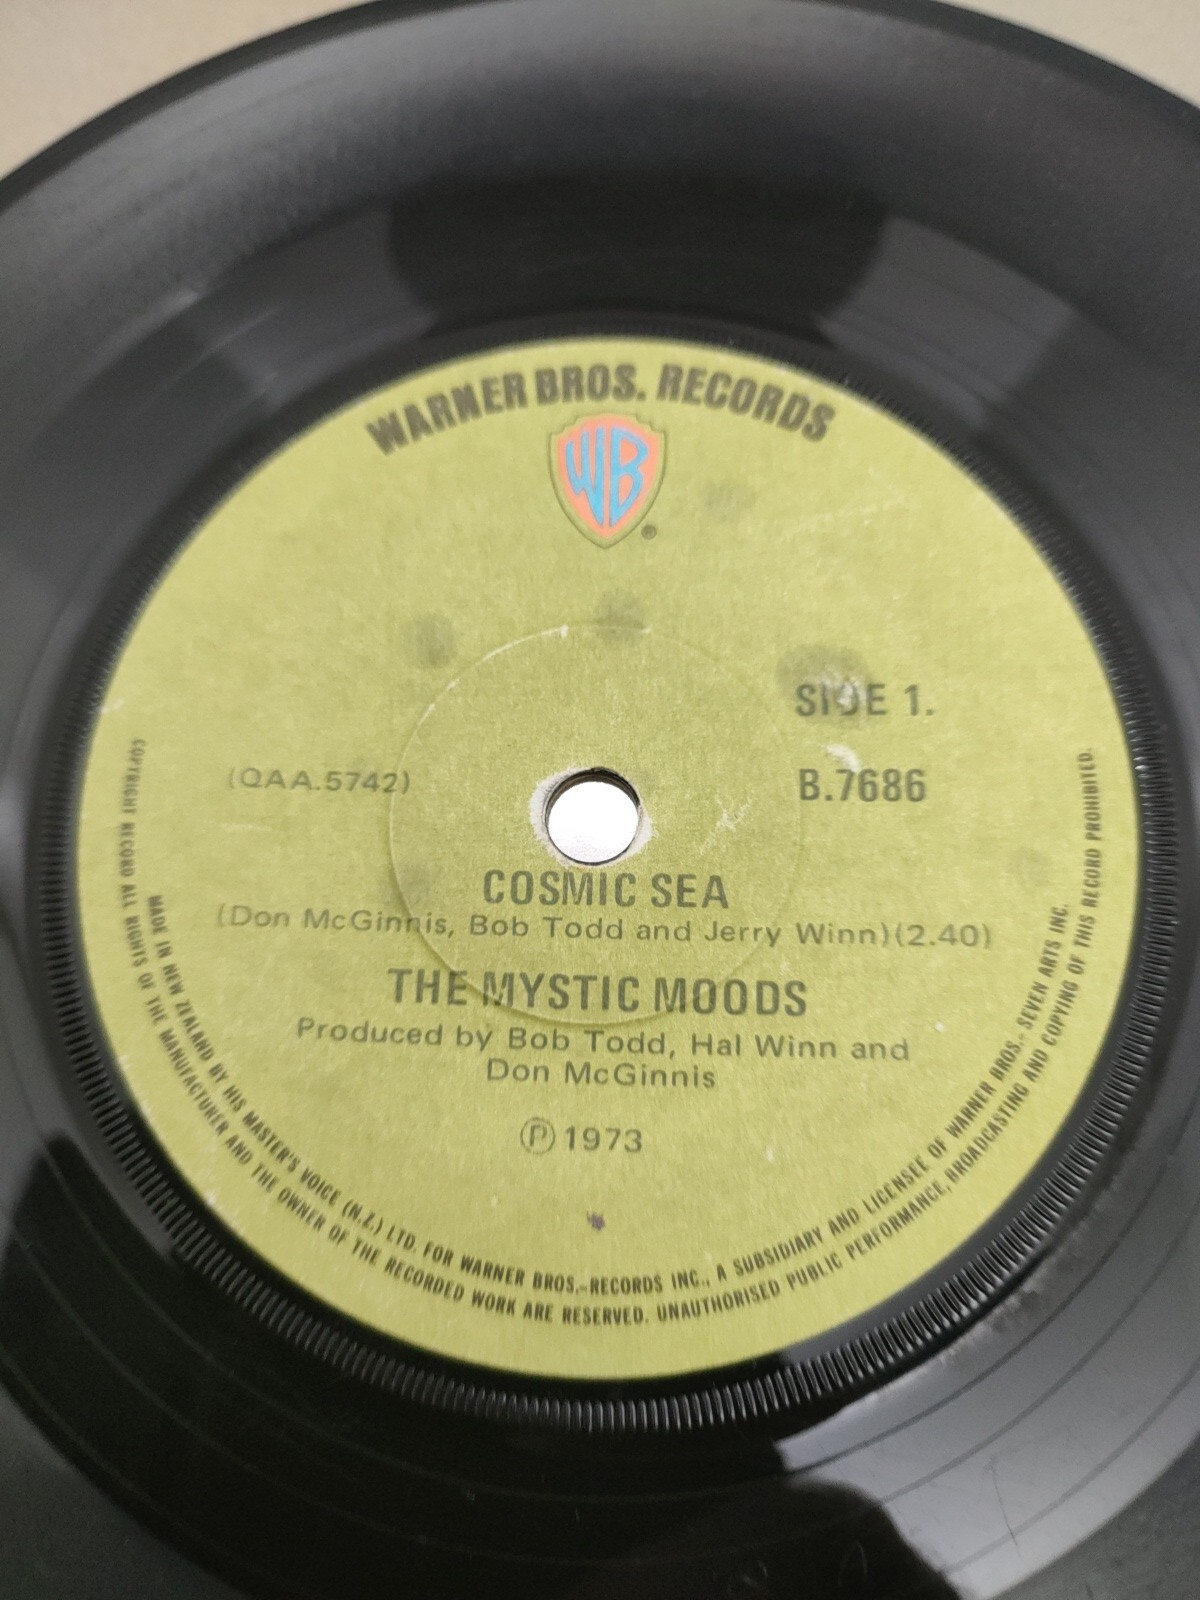 WARNER BROS. RECORDS
WB
®
SIDE 1.
(QAA.5742)
B.7686
COSMIC SEA
(Don McGinnis, Bob Todd and Jerry Winn)(2.40)
THE MYSTIC MOODS
Produced by Bob Todd, Hal Winn and
Don McGinnis
Ⓟ 1973
MADE IN NEW ZEALAND BY HIS MASTER'S VOICE (N.Z.) LTD. FOR WARNER BROS.-RECORDS INC., A SUBSIDIARY AND LICENSEE OF WARNER BROS.- SEVEN ARTS INC.
COPYRIGHT RECORD ALL RIGHTS OF THE MANUFACTURER AND THE OWNER OF THE RECORDED WORK ARE RESERVED. UNAUTHORISED PUBLIC PERFORMANCE, BROADCASTING AND COPYING OF THIS RECORD PROHIBITED.